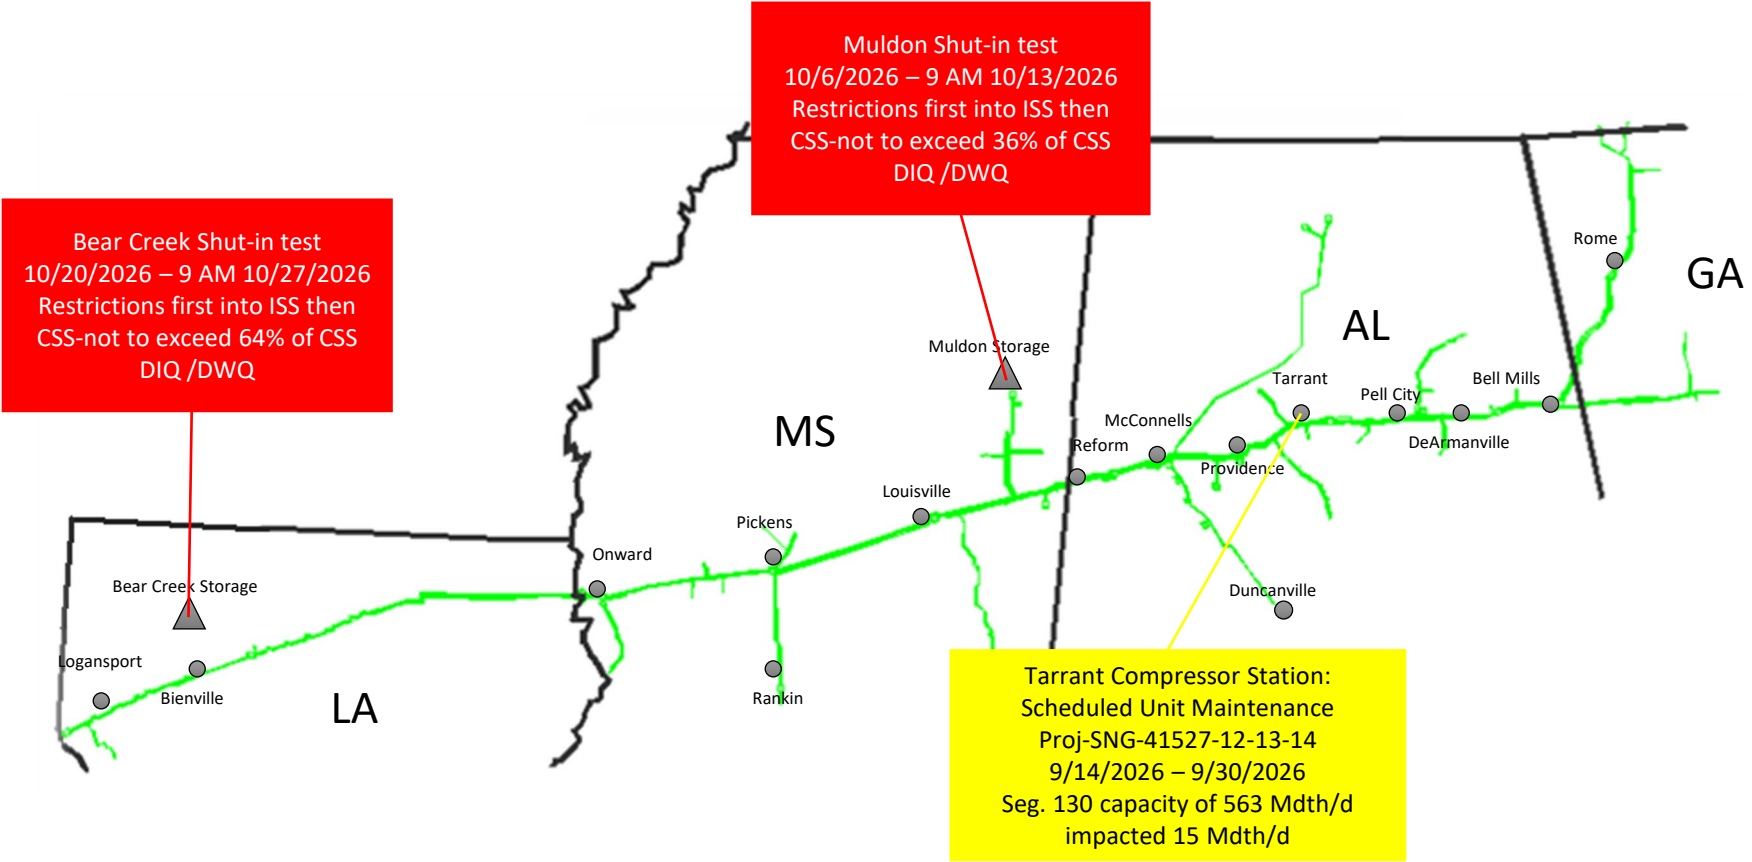 Muldon Shut-in test
10/6/2026 – 9 AM 10/13/2026
Restrictions first into ISS then
CSS-not to exceed 36% of CSS
DIQ /DWQ
Bear Creek Shut-in test
10/20/2026 – 9 AM 10/27/2026
Restrictions first into ISS then
CSS-not to exceed 64% of CSS
DIQ /DWQ
Rome
GA
AL
Muldon Storage
Tarrant
Pell City
Bell Mills
MS
McConnells
Reform
DeArmanville
Providence
Louisville
Pickens
Onward
Bear Creek Storage
Duncanville
Logansport
Bienville
Rankin
LA
Tarrant Compressor Station:
Scheduled Unit Maintenance
Proj-SNG-41527-12-13-14
9/14/2026 – 9/30/2026
Seg. 130 capacity of 563 Mdth/d
impacted 15 Mdth/d